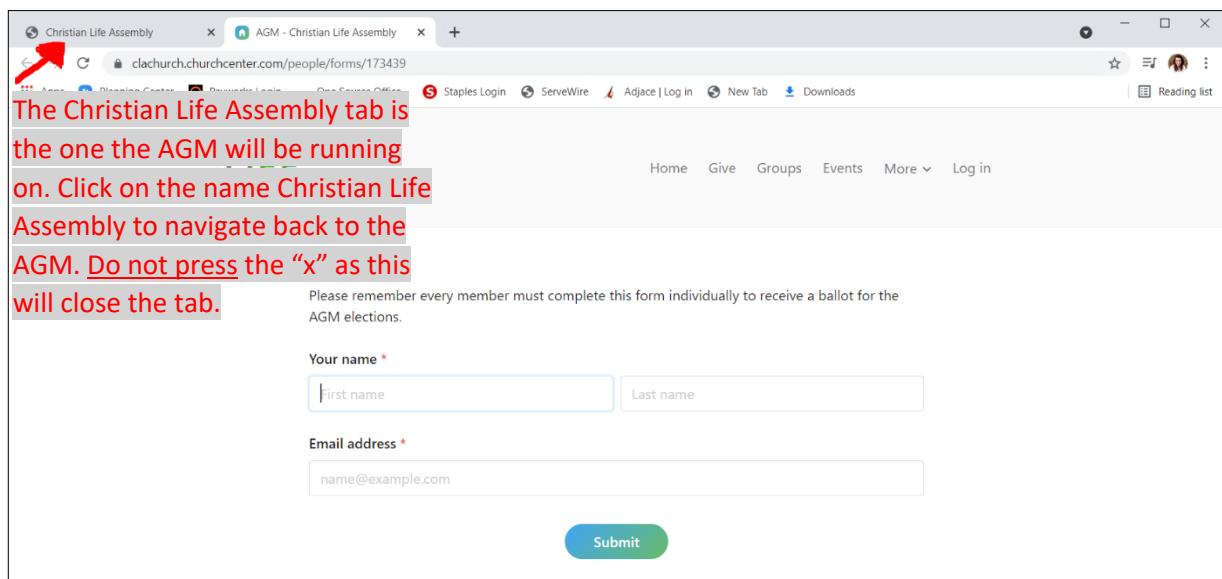 Christian Life Assembly
AGM - Christian Life Assembly
clachurch.churchcenter.com/people/forms/173439
Staples Login ServeWire Adjace | Log in New Tab Downloads Reading list
The Christian Life Assembly tab is
the one the AGM will be running
on. Click on the name Christian Life
Assembly to navigate back to the
AGM. Do not press the “x” as this
will close the tab.
Home Give Groups Events More Log in
Please remember every member must complete this form individually to receive a ballot for the
AGM elections.
Your name *
First name
Last name
Email address *
name@example.com
Submit